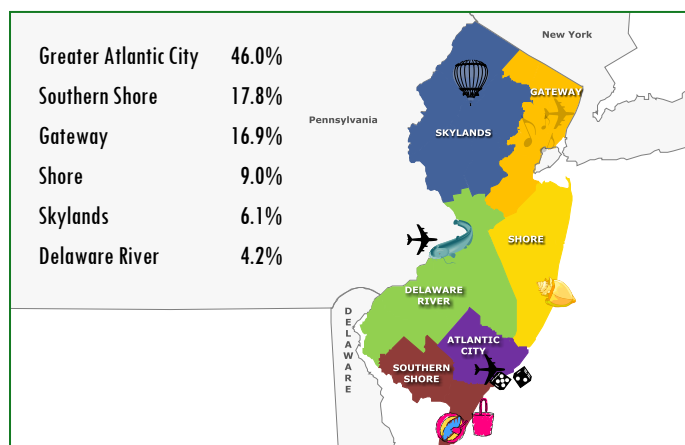 Greater Atlantic City 46.0%
Southern Shore 17.8%
Gateway 16.9%
Shore 9.0%
Skylands 6.1%
Delaware River 4.2%
New York
Pennsylvania
GATEWAY
SKYLANDS
SHORE
DELAWARE
RIVER
DELAWARE
ATLANTIC
CITY
SOUTHERN
SHORE